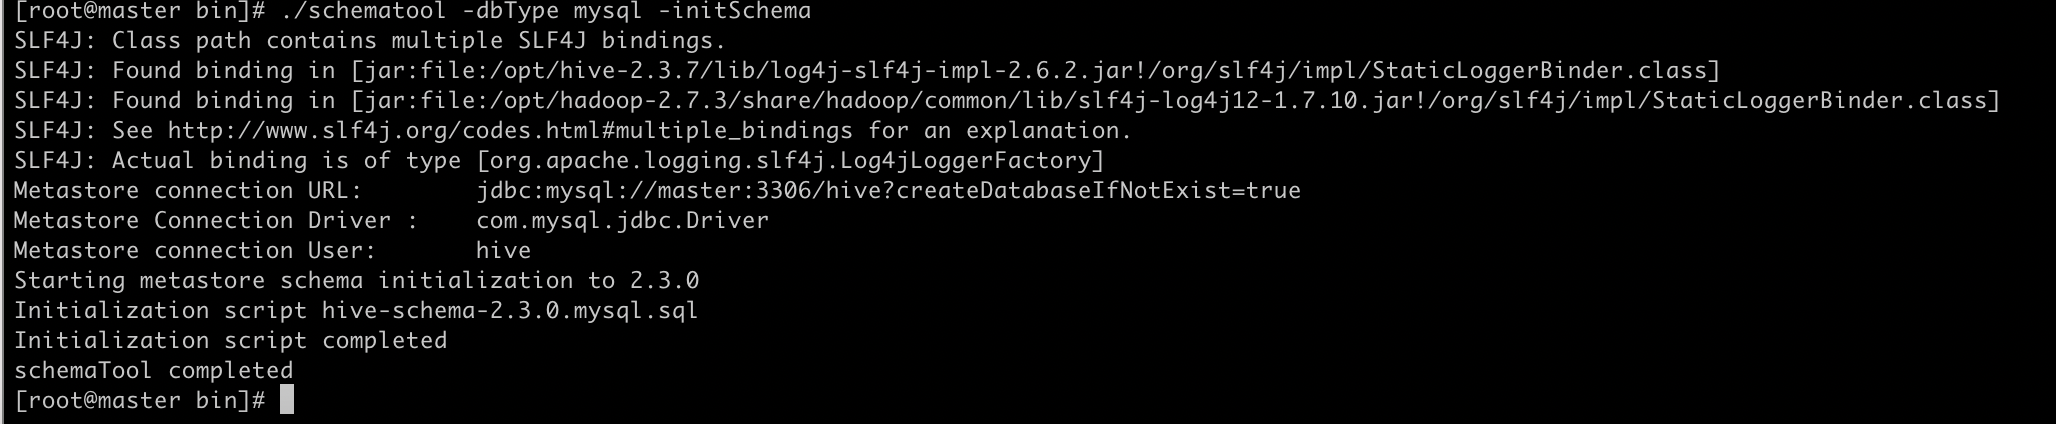 [root@master bin]# ./schematool -dbType mysql -initSchema
SLF4J: Class path contains multiple SLF4J bindings.
SLF4J: Found binding in [jar:file:/opt/hive-2.3.7/lib/log4j-slf4j-impl-2.6.2.jar!/org/slf4j/impl/StaticLoggerBinder.class]
SLF4J: Found binding in [jar:file:/opt/hadoop-2.7.3/share/hadoop/common/lib/slf4j-log4j12-1.7.10.jar!/org/slf4j/impl/StaticLoggerBinder.class]
SLF4J: See http://www.slf4j.org/codes.html#multiple_bindings for an explanation.
SLF4J: Actual binding is of type [org.apache.logging.slf4j.Log4jLoggerFactory]
Metastore connection URL:        jdbc:mysql://master:3306/hive?createDatabaseIfNotExist=true
Metastore Connection Driver :    com.mysql.jdbc.Driver
Metastore connection User:       hive
Starting metastore schema initialization to 2.3.0
Initialization script hive-schema-2.3.0.mysql.sql
Initialization script completed
schemaTool completed
[root@master bin]#